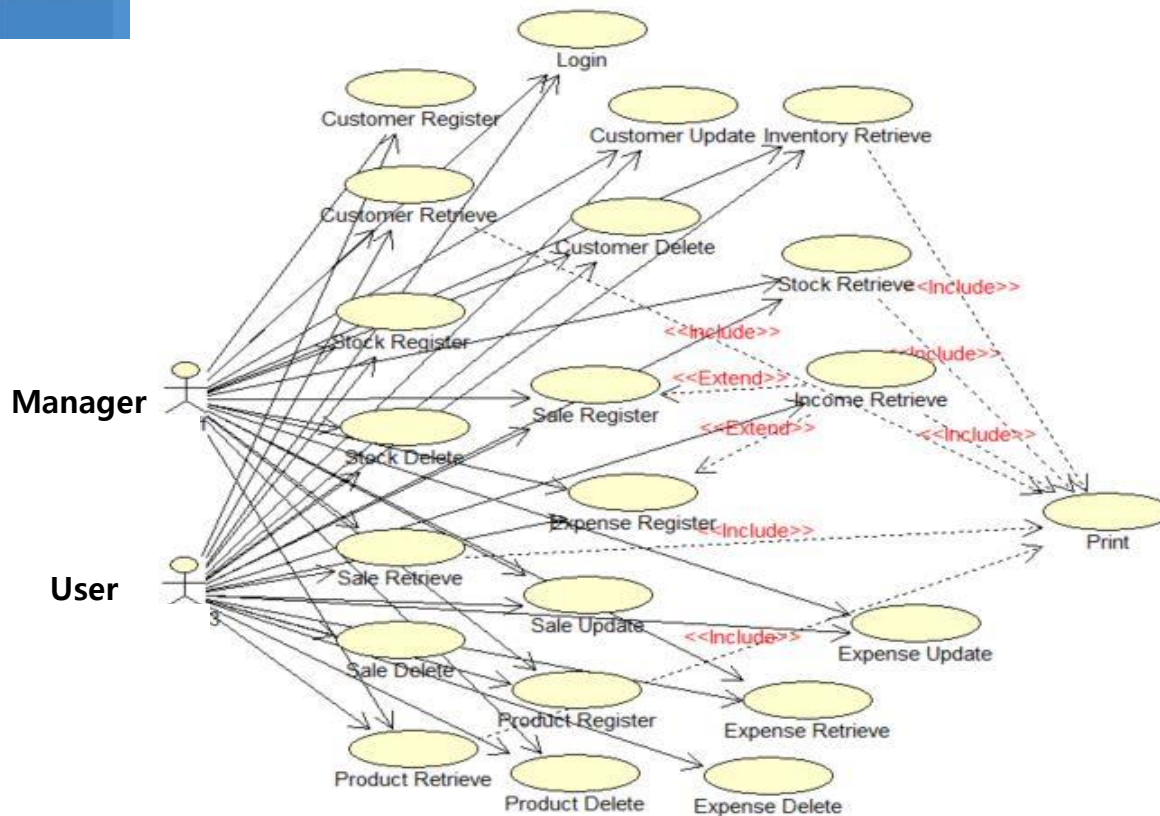 Login
Customer Register
Customer Update
Inventory Retrieve
Customer Retrieve
Customer Delete
Stock Retrieve
<<Include>>
Stock Register
<<Include>>
<<Include>>
<<Extend>>
Manager
1
Sale Register
Income Retrieve
<<Extend>>
<<Include>>
Stock Delete
Expense Register
<<Include>>
Print
User
3
Sale Retrieve
Sale Update
<<Include>>
Expense Update
Sale Delete
Product Register
Expense Retrieve
Product Retrieve
Product Delete
Expense Delete